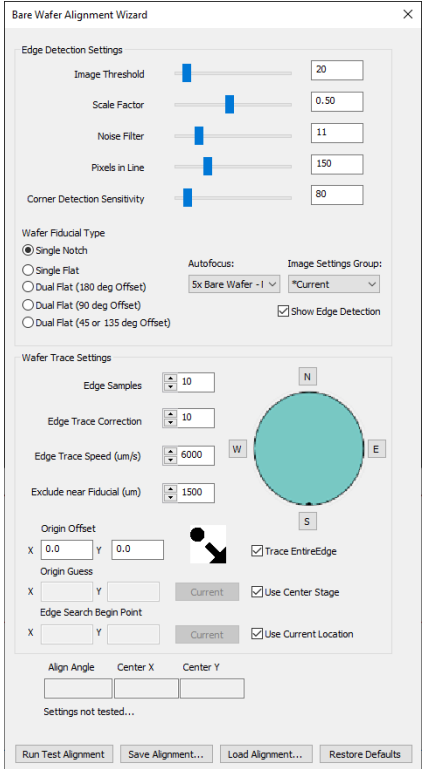 Bare Wafer Alignment Wizard
Edge Detection Settings
Image Threshold 20
Scale Factor 0.50
Noise Filter 11
Pixels in Line 150
Corner Detection Sensitivity 80
Wafer Fiducial Type
Single Notch
Autofocus: Image Settings Group:
Single Flat
Dual Flat (180 deg Offset) 5x Bare Wafer - *Current
Dual Flat (90 deg Offset) Show Edge Detection
Dual Flat (45 or 135 deg Offset)
Wafer Trace Settings
N
Edge Samples 10
Edge Trace Correction 10
Edge Trace Speed (um/s) 6000 W E
Exclude near Fiducial (um) 1500
S
Origin Offset
X 0.0 Y 0.0 Trace EntireEdge
Origin Guess
X Y Current Use Center Stage
Edge Search Begin Point
X Y Current Use Current Location
Align Angle Center X Center Y
Settings not tested...
Run Test Alignment Save Alignment... Load Alignment... Restore Defaults